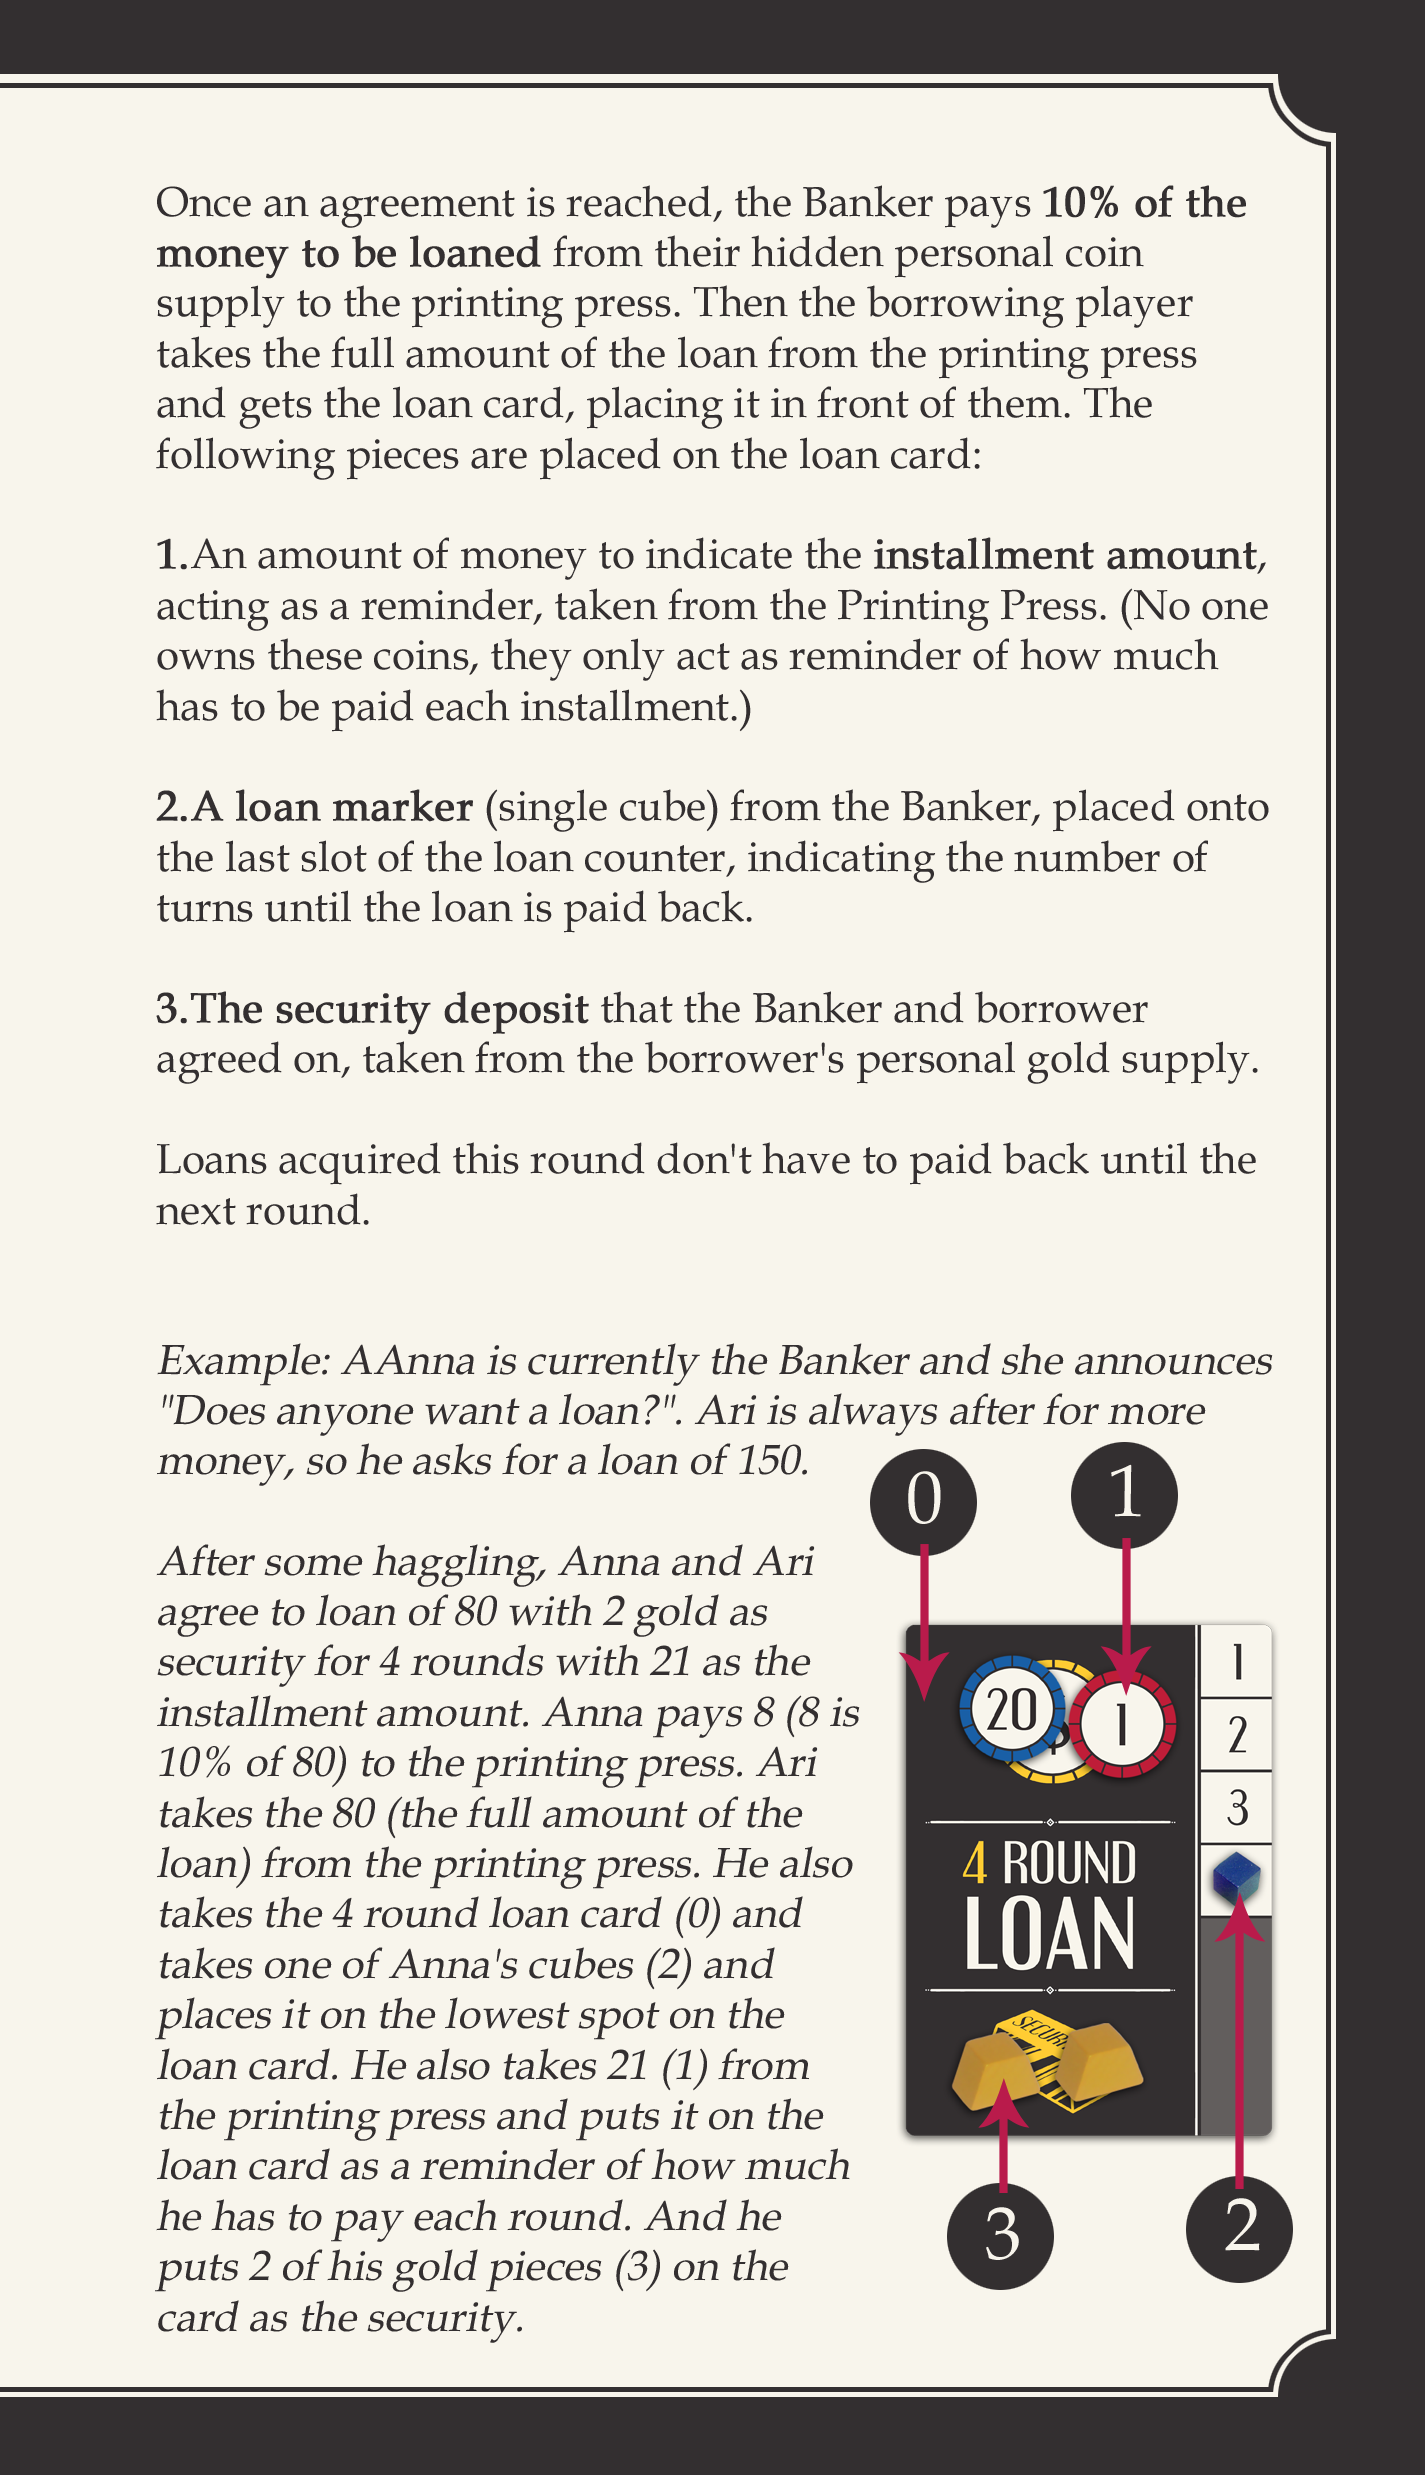 Once an agreement is reached, the Banker pays 10% of the
money to be loaned from their hidden personal coin
supply to the printing press. Then the borrowing player
takes the full amount of the loan from the printing press
and gets the loan card, placing it in front of them. The
following pieces are placed on the loan card:
1.An amount of money to indicate the installment amount,
acting as a reminder, taken from the Printing Press. (No one
owns these coins, they only act as reminder of how much
has to be paid each installment.)
2.A loan marker (single cube) from the Banker, placed onto
the last slot of the loan counter, indicating the number of
turns until the loan is paid back.
3.The security deposit that the Banker and borrower
agreed on, taken from the borrower's personal gold supply.
Loans acquired this round don't have to paid back until the
next round.
Example: AAnna is currently the Banker and she announces
"Does anyone want a loan?". Ari is always after for more
money, so he asks for a loan of 150.
After some haggling, Anna and Ari
agree to loan of 80 with 2 gold as
security for 4 rounds with 21 as the
installment amount. Anna pays 8 (8 is
10% of 80) to the printing press. Ari
takes the 80 (the full amount of the
loan) from the printing press. He also
takes the 4 round loan card (0) and
takes one of Anna's cubes (2) and
places it on the lowest spot on the
loan card. He also takes 21 (1) from
the printing press and puts it on the
loan card as a reminder of how much
he has to pay each round. And he
puts 2 of his gold pieces (3) on the
card as the security.
0
1
20
1
4 ROUND
LOAN
1
2
3
3
2